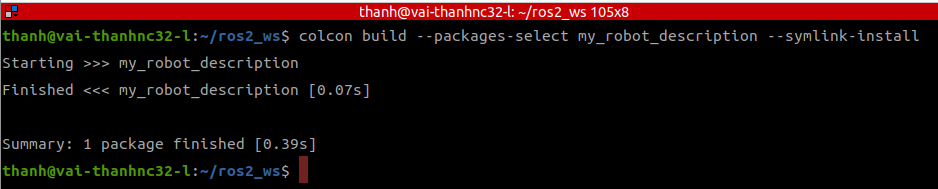 thanh@vai-thanhnc32-l: ~/ros2_ws 105x8
thanh@vai-thanhnc32-l:~/ros2_ws$ colcon build --packages-select my_robot_description --symlink-install
Starting >>> my_robot_description
Finished <<< my_robot_description [0.07s]
Summary: 1 package finished [0.39s]
thanh@vai-thanhnc32-l:~/ros2_ws$